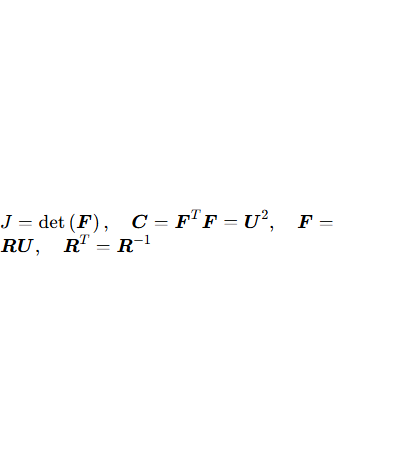 J = det (F) ,  C = F^T F = U^2,  F =
RU,  R^T = R^{-1}